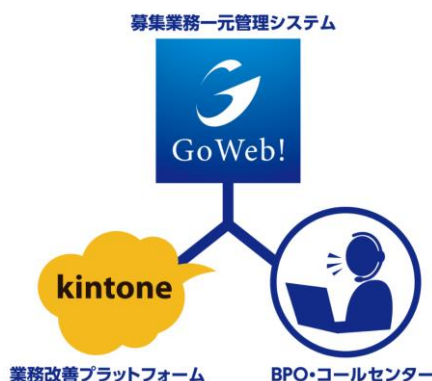 募集業務一元管理システム
GoWeb!
kintone
業務改善プラットフォーム
BPO・コールセンター